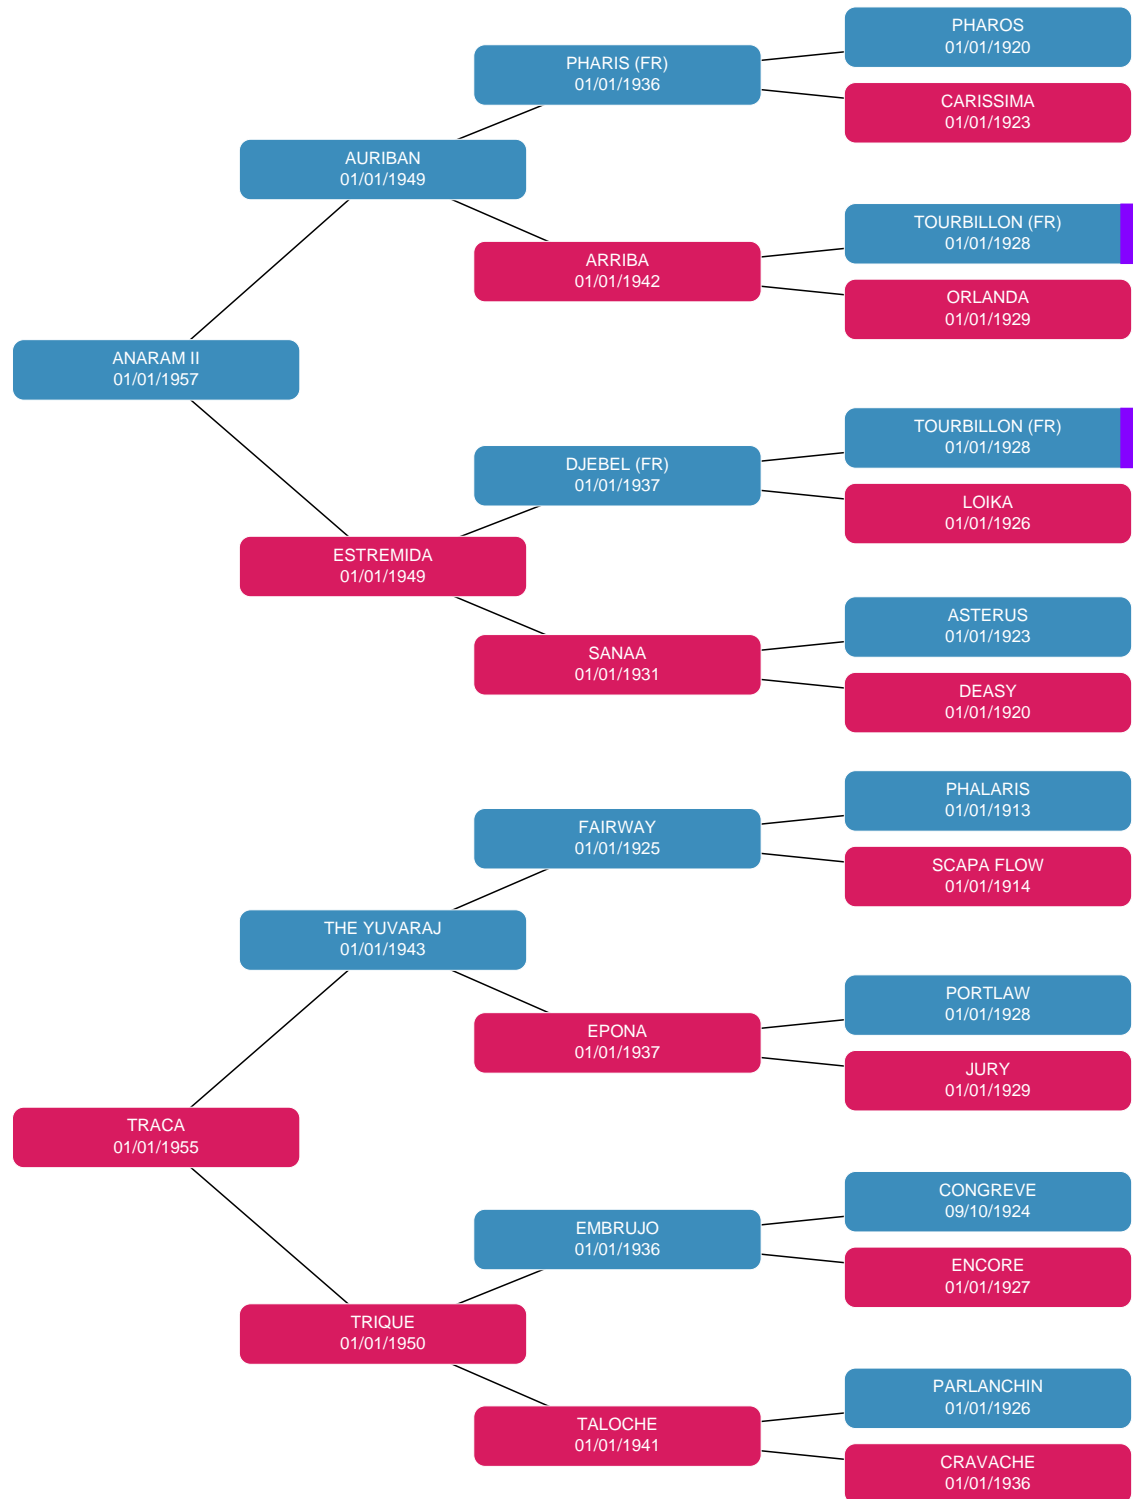 PHAROS
01/01/1920
PHARIS (FR)
01/01/1936
CARISSIMA
01/01/1923
AURIBAN
01/01/1949
TOURBILLON (FR)
01/01/1928
ARRIBA
01/01/1942
ORLANDA
01/01/1929
ANARAM II
01/01/1957
TOURBILLON (FR)
01/01/1928
DJEBEL (FR)
01/01/1937
LOIKA
01/01/1926
ESTREMIDA
01/01/1949
ASTERUS
01/01/1923
SANAA
01/01/1931
DEASY
01/01/1920
PHALARIS
01/01/1913
FAIRWAY
01/01/1925
SCAPA FLOW
01/01/1914
THE YUVARAJ
01/01/1943
PORTLAW
01/01/1928
EPONA
01/01/1937
JURY
01/01/1929
TRACA
01/01/1955
CONGREVE
09/10/1924
EMBRUJO
01/01/1936
ENCORE
01/01/1927
TRIQUE
01/01/1950
PARLANCHIN
01/01/1926
TALOCHE
01/01/1941
CRAVACHE
01/01/1936